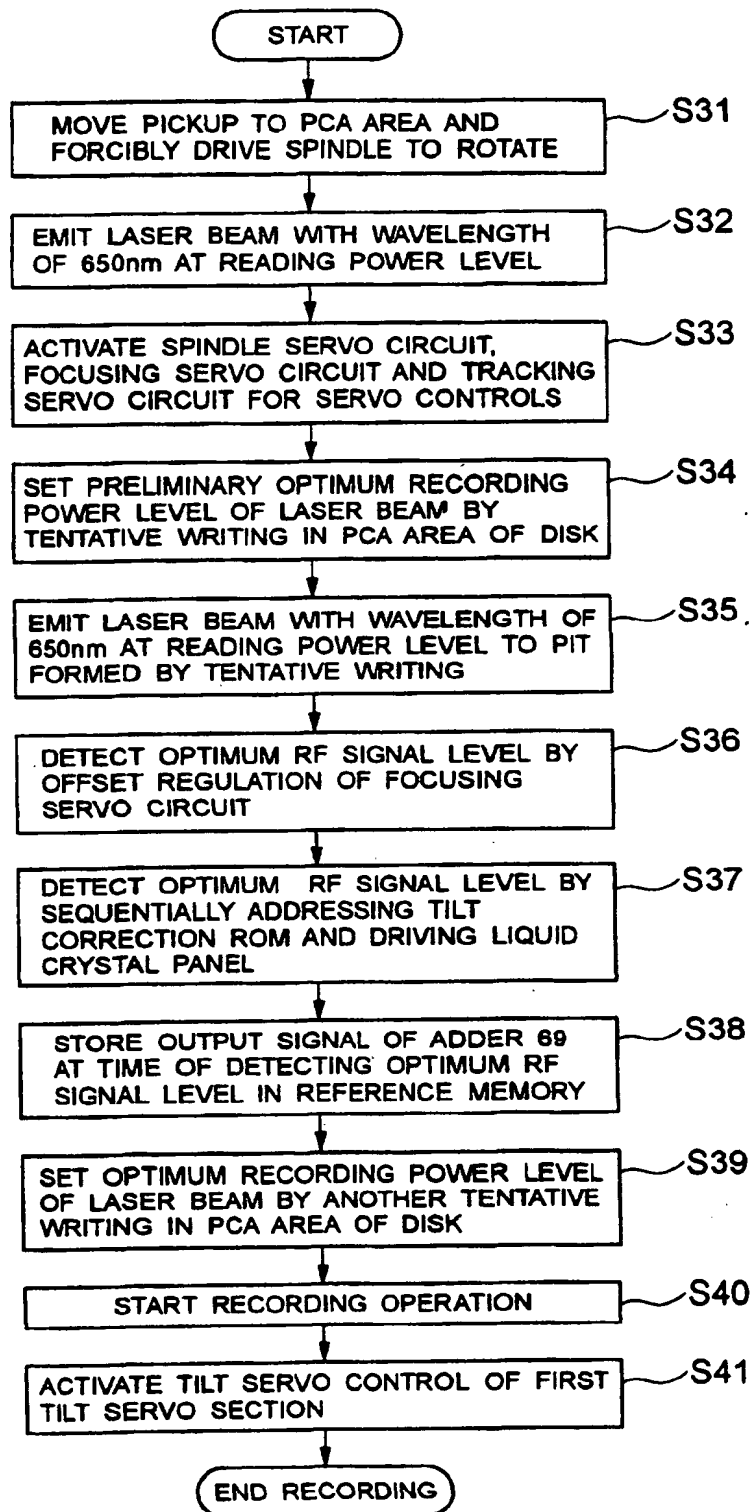 START
MOVE PICKUP TO PCA AREA AND
FORCIBLY DRIVE SPINDLE TO ROTATE
S31
EMIT LASER BEAM WITH WAVELENGTH
OF 650nm AT READING POWER LEVEL
S32
ACTIVATE SPINDLE SERVO CIRCUIT,
FOCUSING SERVO CIRCUIT AND TRACKING
SERVO CIRCUIT FOR SERVO CONTROLS
S33
SET PRELIMINARY OPTIMUM RECORDING
POWER LEVEL OF LASER BEAM BY
TENTATIVE WRITING IN PCA AREA OF DISK
S34
EMIT LASER BEAM WITH WAVELENGTH OF
650nm AT READING POWER LEVEL TO PIT
FORMED BY TENTATIVE WRITING
S35
DETECT OPTIMUM RF SIGNAL LEVEL BY
OFFSET REGULATION OF FOCUSING
SERVO CIRCUIT
S36
DETECT OPTIMUM RF SIGNAL LEVEL BY
SEQUENTIALLY ADDRESSING TILT
CORRECTION ROM AND DRIVING LIQUID
CRYSTAL PANEL
S37
STORE OUTPUT SIGNAL OF ADDER 69
AT TIME OF DETECTING OPTIMUM RF
SIGNAL LEVEL IN REFERENCE MEMORY
S38
SET OPTIMUM RECORDING POWER LEVEL
OF LASER BEAM BY ANOTHER TENTATIVE
WRITING IN PCA AREA OF DISK
S39
START RECORDING OPERATION
S40
ACTIVATE TILT SERVO CONTROL OF FIRST
TILT SERVO SECTION
S41
END RECORDING